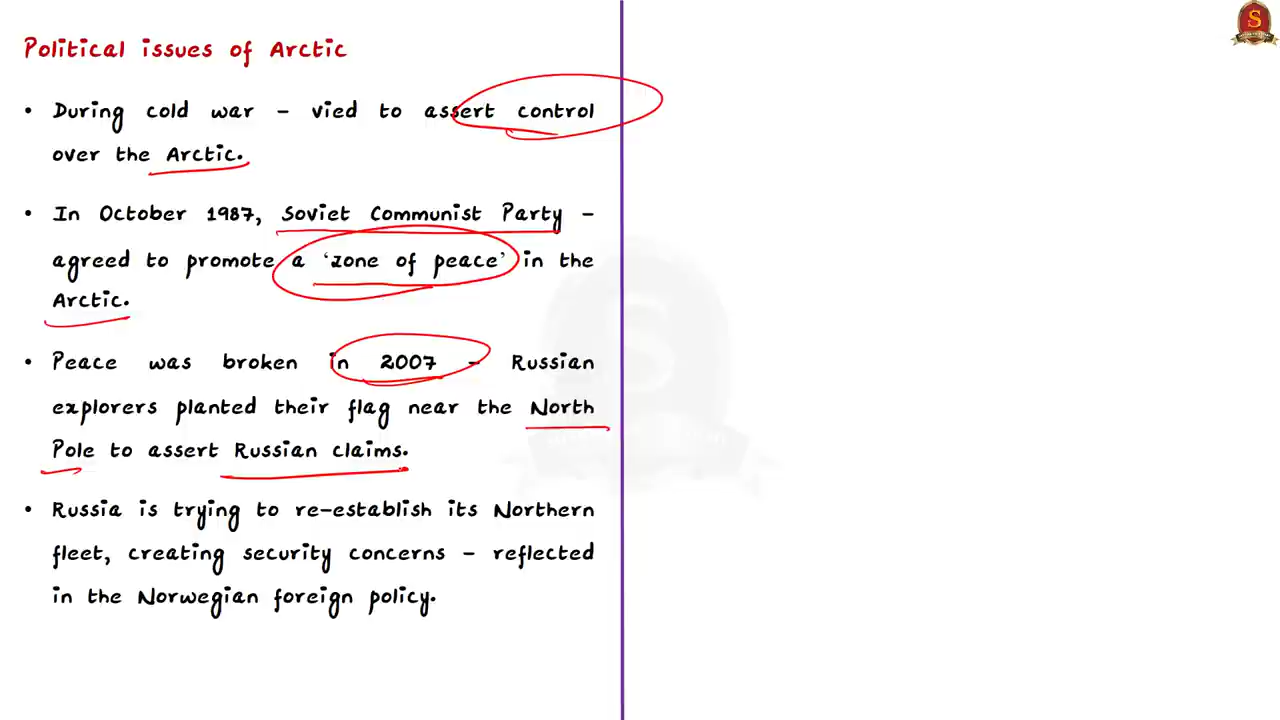 Political issues of Arctic
• During cold war – vied to assert control
over the Arctic.
• In October 1987, Soviet Communist Party –
agreed to promote a ‘zone of peace’ in the
Arctic.
• Peace was broken in 2007 – Russian
explorers planted their flag near the North
Pole to assert Russian claims.
• Russia is trying to re-establish its Northern
fleet, creating security concerns – reflected
in the Norwegian foreign policy.
S
S